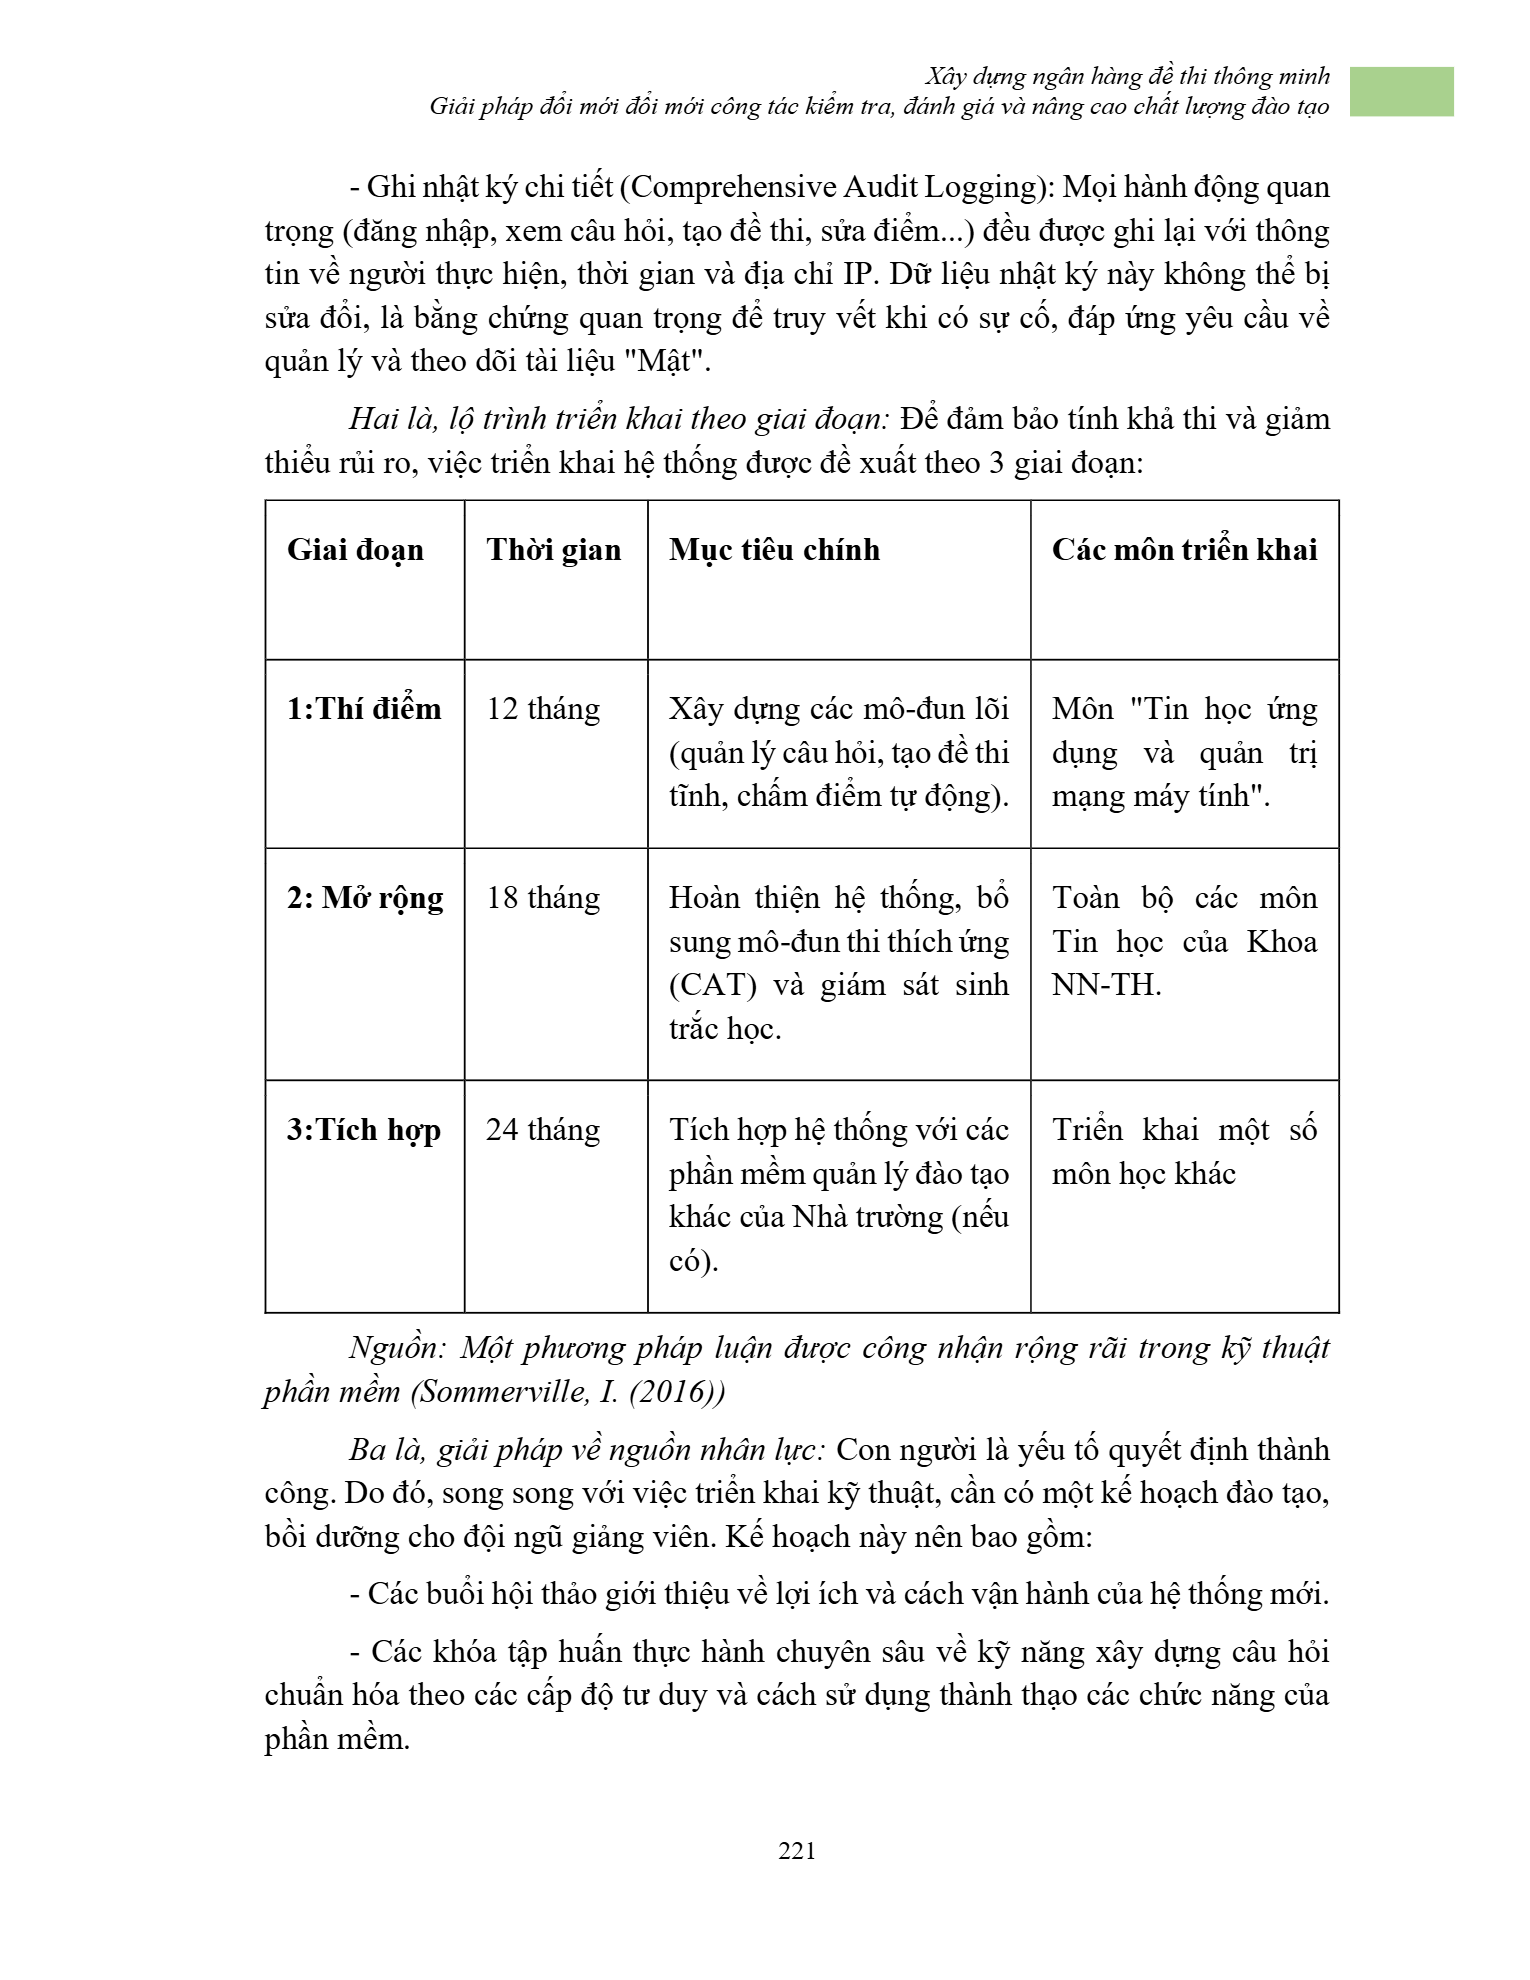 Xây dựng ngân hàng đề thi thông minh
Giải pháp đổi mới đổi mới công tác kiểm tra, đánh giá và nâng cao chất lượng đào tạo
- Ghi nhật ký chi tiết (Comprehensive Audit Logging): Mọi hành động quan
trọng (đăng nhập, xem câu hỏi, tạo đề thi, sửa điểm...) đều được ghi lại với thông
tin về người thực hiện, thời gian và địa chỉ IP. Dữ liệu nhật ký này không thể bị
sửa đổi, là bằng chứng quan trọng để truy vết khi có sự cố, đáp ứng yêu cầu về
quản lý và theo dõi tài liệu "Mật".
Hai là, lộ trình triển khai theo giai đoạn: Để đảm bảo tính khả thi và giảm
thiểu rủi ro, việc triển khai hệ thống được đề xuất theo 3 giai đoạn:
Giai đoạn Thời gian Mục tiêu chính Các môn triển khai
1:Thí điểm 12 tháng Xây dựng các mô-đun lõi Môn "Tin học ứng
(quản lý câu hỏi, tạo đề thi dụng và quản trị
tĩnh, chấm điểm tự động). mạng máy tính".
2: Mở rộng 18 tháng Hoàn thiện hệ thống, bổ Toàn bộ các môn
sung mô-đun thi thích ứng Tin học của Khoa
(CAT) và giám sát sinh NN-TH.
trắc học.
3:Tích hợp 24 tháng Tích hợp hệ thống với các Triển khai một số
phần mềm quản lý đào tạo môn học khác
khác của Nhà trường (nếu
có).
Nguồn: Một phương pháp luận được công nhận rộng rãi trong kỹ thuật
phần mềm (Sommerville, I. (2016))
Ba là, giải pháp về nguồn nhân lực: Con người là yếu tố quyết định thành
công. Do đó, song song với việc triển khai kỹ thuật, cần có một kế hoạch đào tạo,
bồi dưỡng cho đội ngũ giảng viên. Kế hoạch này nên bao gồm:
- Các buổi hội thảo giới thiệu về lợi ích và cách vận hành của hệ thống mới.
- Các khóa tập huấn thực hành chuyên sâu về kỹ năng xây dựng câu hỏi
chuẩn hóa theo các cấp độ tư duy và cách sử dụng thành thạo các chức năng của
phần mềm.
221